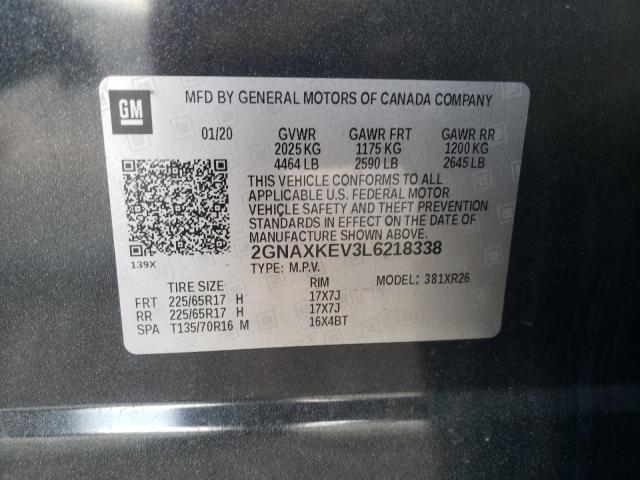 GM
MFD BY GENERAL MOTORS OF CANADA COMPANY
01/20 GVWR GAWR FRT GAWR RR
2025 KG 1175 KG 1200 KG
4464 LB 2590 LB 2645 LB
THIS VEHICLE CONFORMS TO ALL
APPLICABLE U.S. FEDERAL MOTOR
VEHICLE SAFETY AND THEFT PREVENTION
STANDARDS IN EFFECT ON THE DATE OF
MANUFACTURE SHOWN ABOVE.
139X 2GNAXKEV3L6218338
TYPE: M.P.V. MODEL: 381XR26
TIRE SIZE RIM
FRT 225/65R17 H 17X7J
RR 225/65R17 H 17X7J
SPA T135/70R16 M 16X4BT